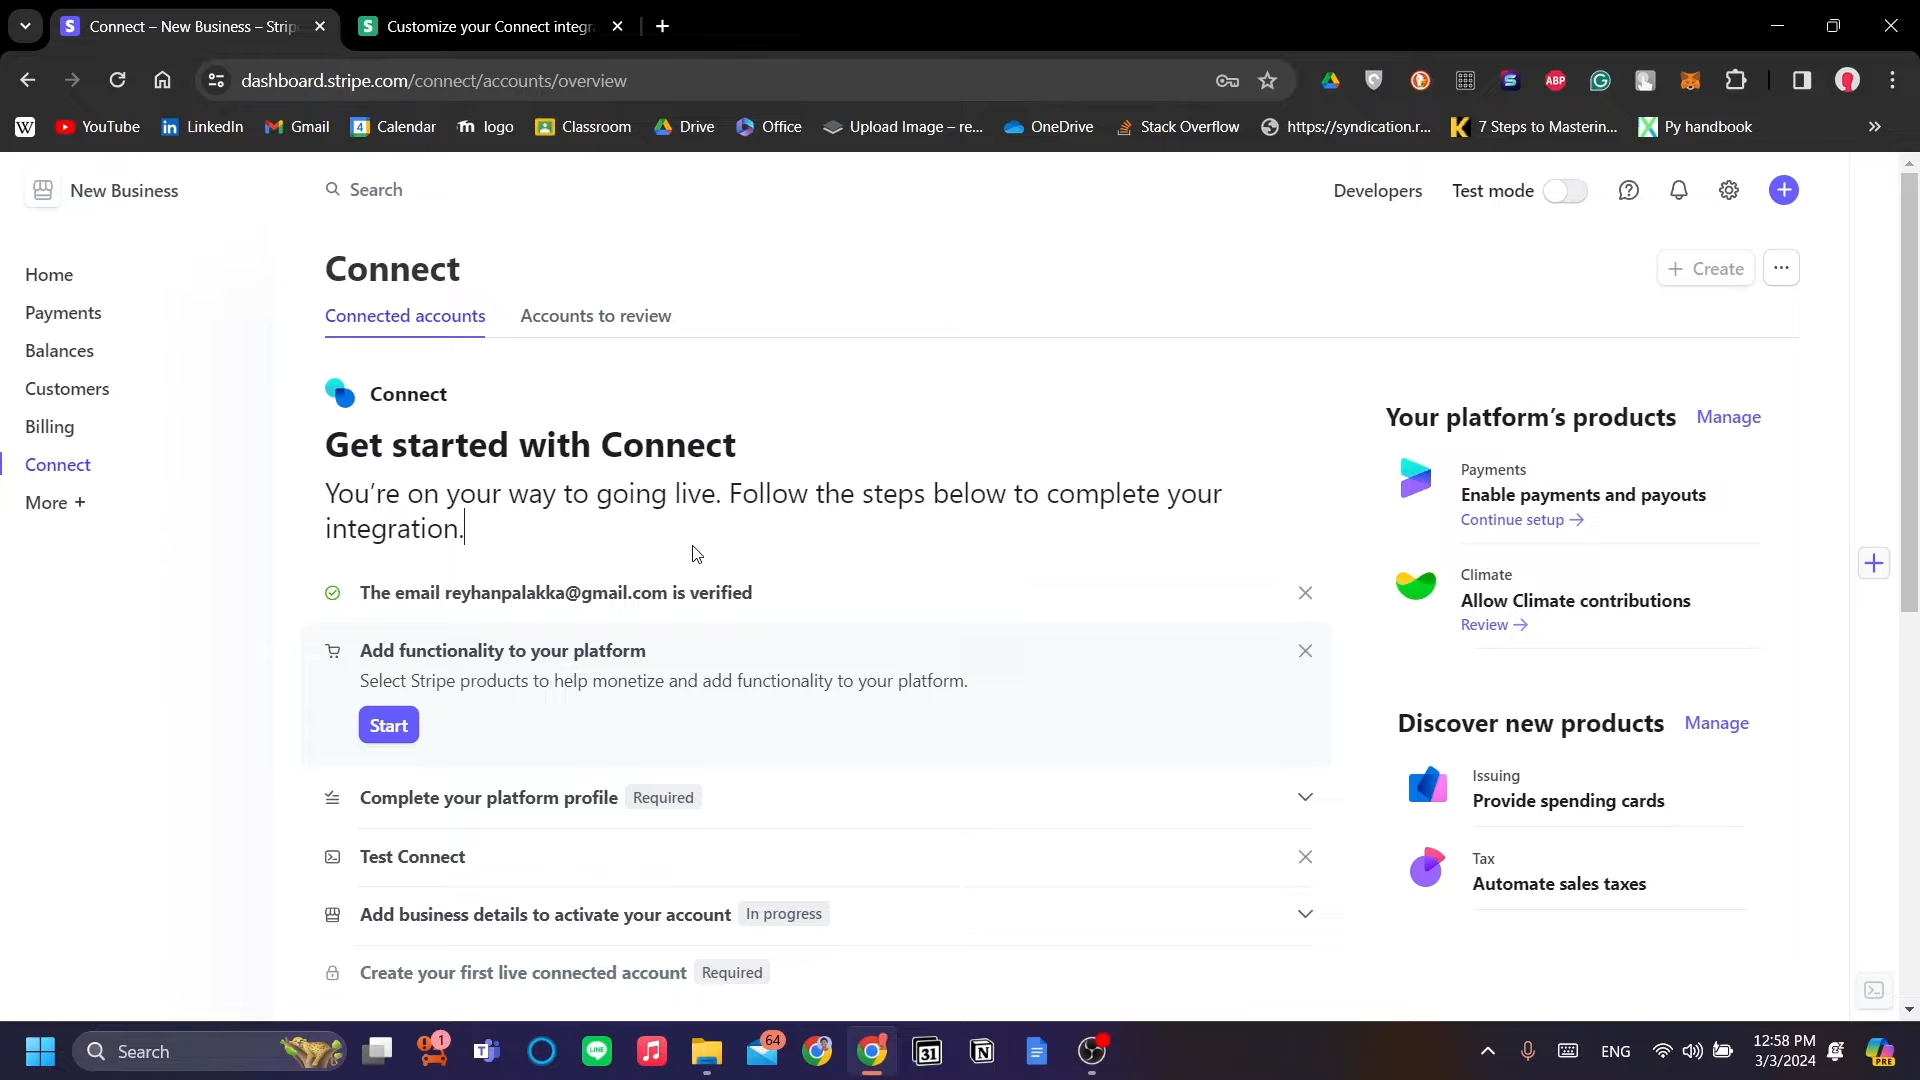 Connect – New Business – Strip
Customize your Connect integr
dashboard.stripe.com/connect/accounts/overview
ABP
W
YouTube
in
LinkedIn
Gmail
4
Calendar
m
logo
Classroom
Drive
Office
Upload Image – re...
OneDrive
Stack Overflow
https://syndication.r...
7 Steps to Masterin...
Py handbook
New Business
Search
Developers
Test mode
Home
Payments
Balances
Customers
Billing
Connect
More +
Connect
+ Create
Connected accounts
Accounts to review
Connect
Get started with Connect
You’re on your way to going live. Follow the steps below to complete your
integration.
The email reyhanpalakka@gmail.com is verified
Add functionality to your platform
Select Stripe products to help monetize and add functionality to your platform.
Start
Complete your platform profile Required
Test Connect
Add business details to activate your account In progress
Create your first live connected account Required
Your platform’s products Manage
Payments
Enable payments and payouts
Continue setup →
Climate
Allow Climate contributions
Review →
Discover new products Manage
Issuing
Provide spending cards
Tax
Automate sales taxes
Search
1
LINE
64
31
ENG
12:58 PM
3/3/2024
PRE